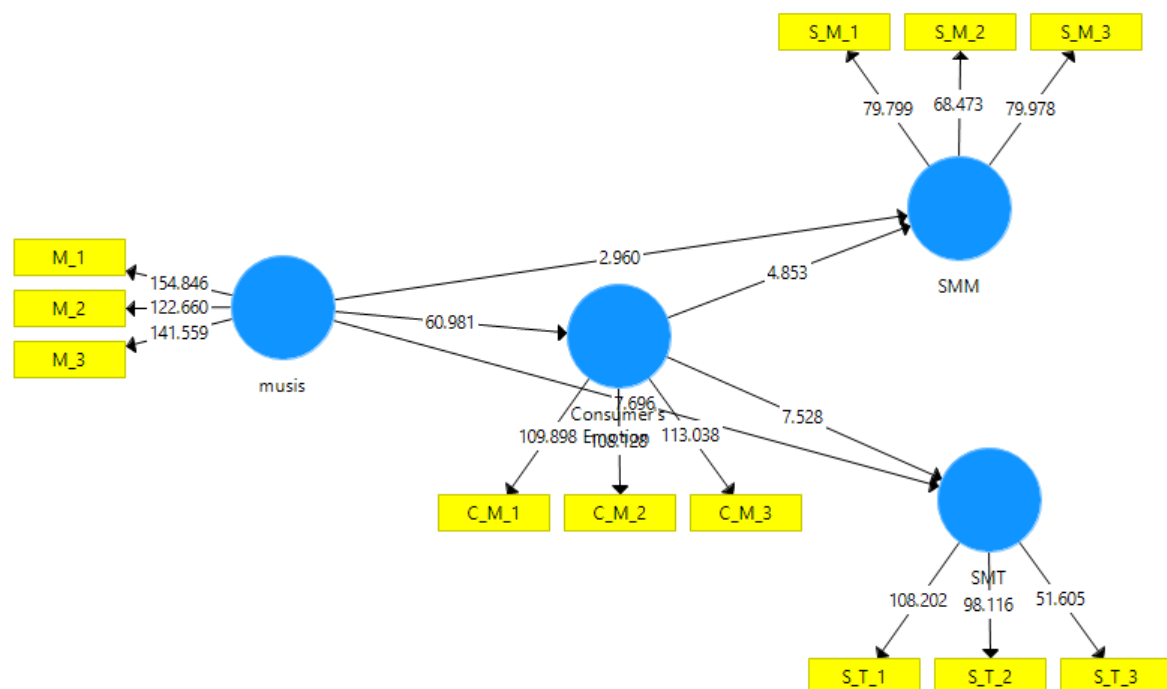 S_M_1
S_M_2
S_M_3
79.799
68.473
79.978
SMM
M_1
M_2
M_3
154.846
122.660
141.559
musis
2.960
4.853
60.981
7.696
7.528
Consumer's
Emotion
109.898
113.038
C_M_1
C_M_2
C_M_3
SMT
108.202
98.116
51.605
S_T_1
S_T_2
S_T_3